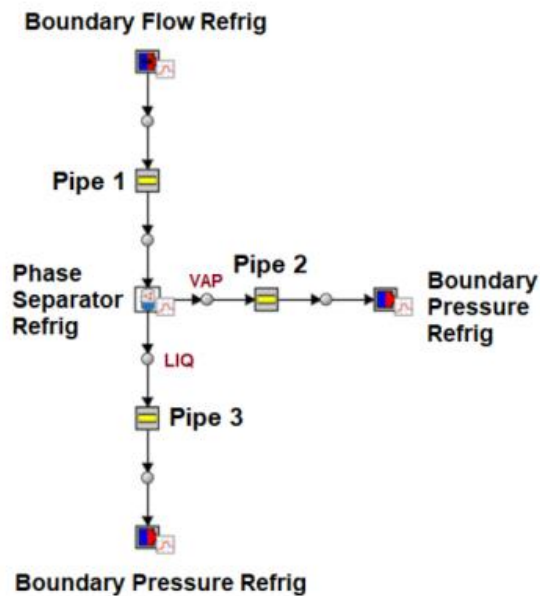 Boundary Flow Refrig
Pipe 1
Phase
Separator
Refrig
VAP
Pipe 2
Boundary
Pressure
Refrig
LIQ
Pipe 3
Boundary Pressure Refrig